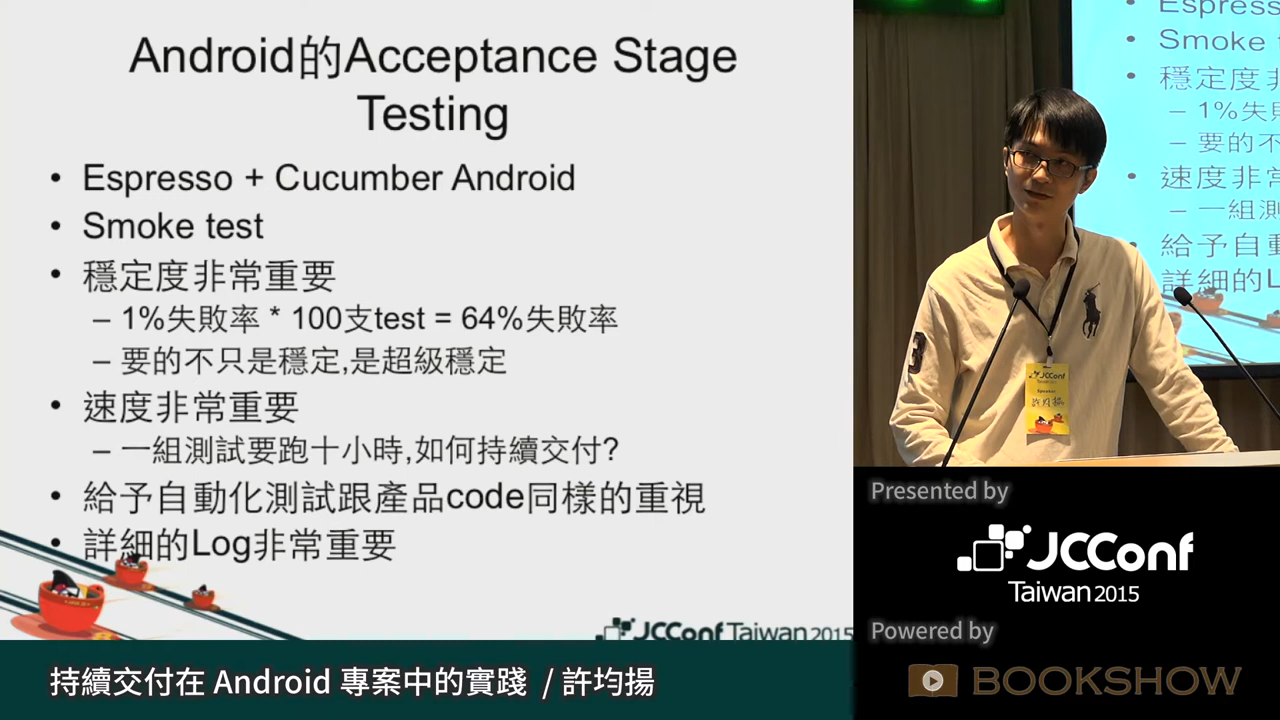 Android的Acceptance Stage
Testing
• Espresso + Cucumber Android
• Smoke test
• 穩定度非常重要
– 1%失敗率 * 100支test = 64%失敗率
– 要的不只是穩定,是超級穩定
• 速度非常重要
– 一組測試要跑十小時,如何持續交付?
• 給予自動化測試跟產品code同樣的重視
• 詳細的Log非常重要
JCConf Taiwan 2015
持續交付在 Android 專案中的實踐 / 許均揚
• Espress
• Smoke t
• 穩定度非
– 1%失敗
– 要的不
• 速度非常
– 一組測
給予自動
詳細的L
3
JCConf
Speaker
許均揚
Presented by
JCConf
Taiwan 2015
Powered by
BOOKSHOW